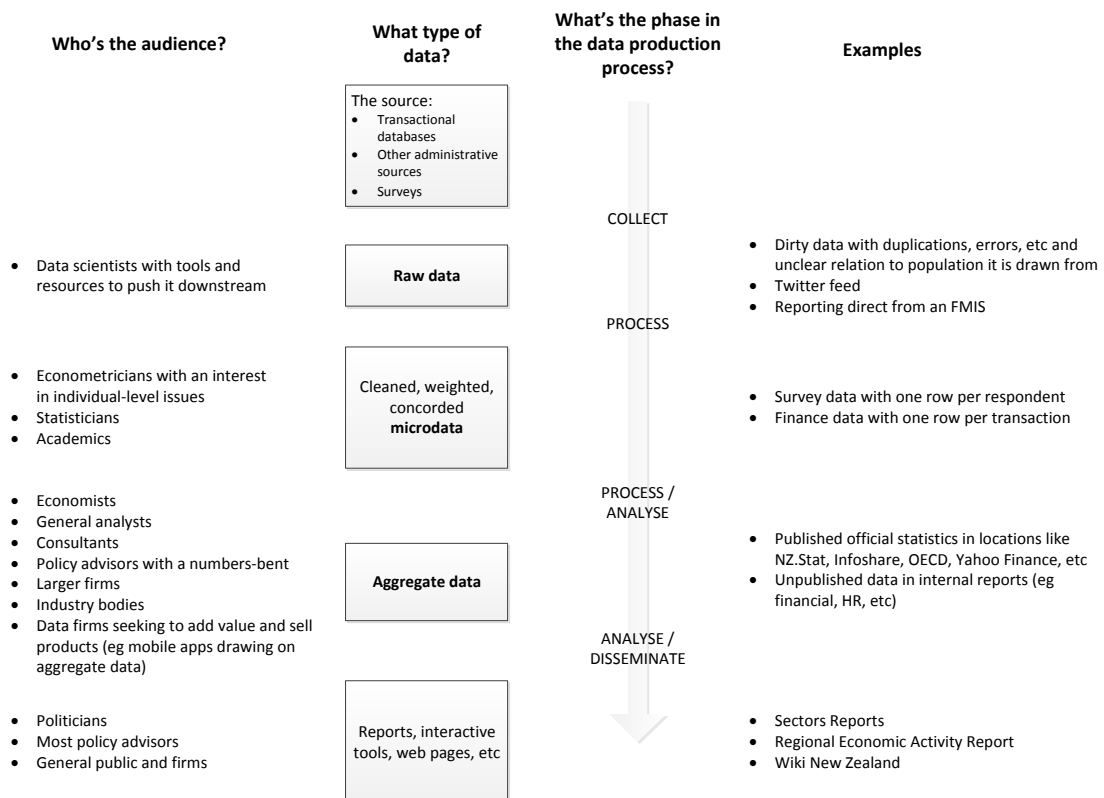 Who's the audience?
What type of
data?
What's the phase in
the data production
process?
Examples
The source:
• Transactional
databases
• Other administrative
sources
• Surveys
COLLECT
• Data scientists with tools and
resources to push it downstream
Raw data
• Dirty data with duplications, errors, etc and
unclear relation to population it is drawn from
• Twitter feed
• Reporting direct from an FMIS
PROCESS
• Econometricians with an interest
in individual-level issues
• Statisticians
• Academics
Cleaned, weighted,
concorded
microdata
• Survey data with one row per respondent
• Finance data with one row per transaction
PROCESS /
ANALYSE
• Economists
• General analysts
• Consultants
• Policy advisors with a numbers-bent
• Larger firms
• Industry bodies
• Data firms seeking to add value and sell
products (eg mobile apps drawing on
aggregate data)
Aggregate data
• Published official statistics in locations like
NZ.Stat, Infoshare, OECD, Yahoo Finance, etc
• Unpublished data in internal reports (eg
financial, HR, etc)
ANALYSE /
DISSEMINATE
• Politicians
• Most policy advisors
• General public and firms
Reports, interactive
tools, web pages, etc
• Sectors Reports
• Regional Economic Activity Report
• Wiki New Zealand